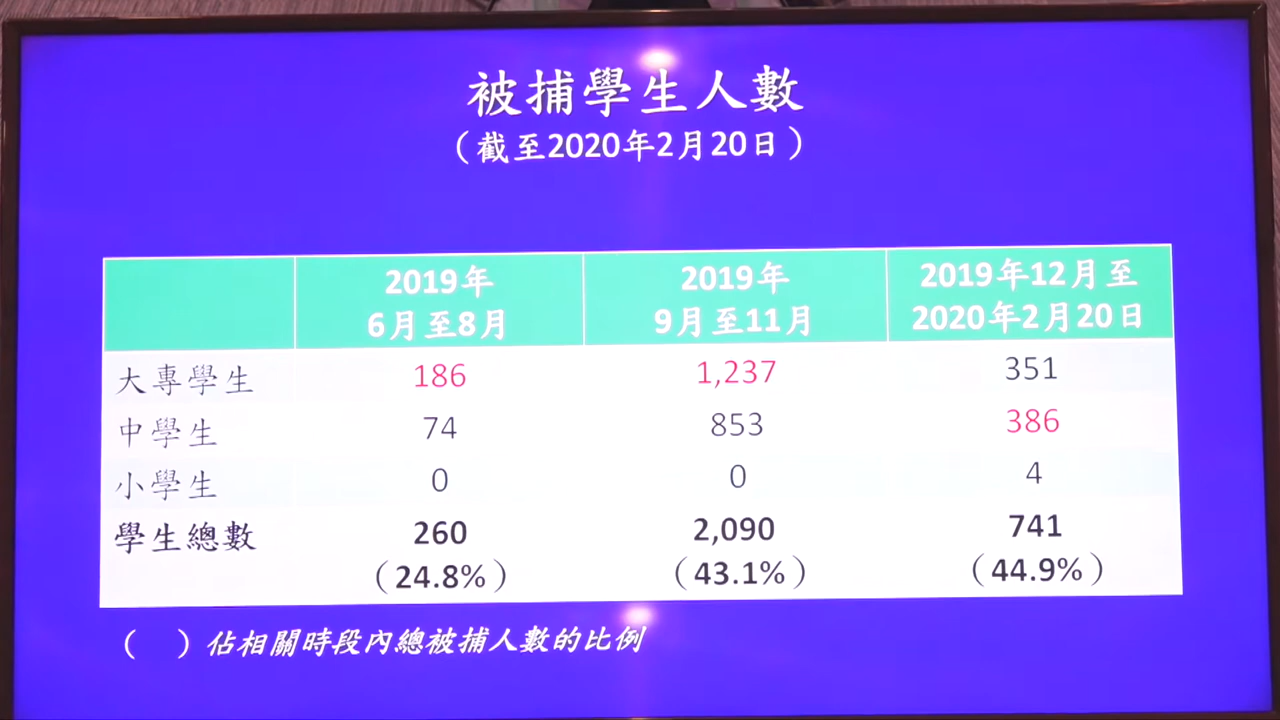 被捕學生人數
（截至2020年2月20日）
2019年 2019年 2019年12月至
6月至8月 9月至11月 2020年2月20日
大專學生 186 1,237 351
中學生 74 853 386
小學生 0 0 4
學生總數 260 2,090 741
（24.8%） （43.1%） （44.9%）
（ ）佔相關時段內總被捕人數的比例